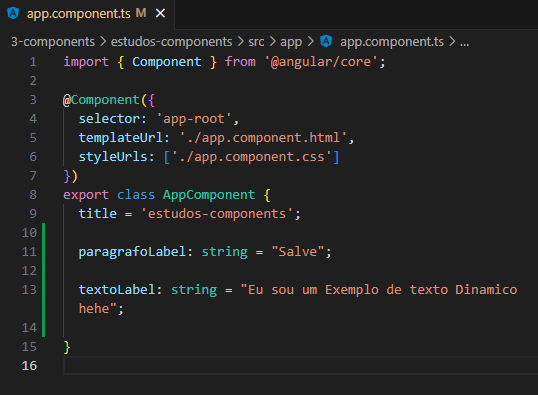 app.component.ts M ×
3-components > estudos-components > src > app > app.component.ts > ...
1 import { Component } from '@angular/core';
2
3 @Component({
4 selector: 'app-root',
5 templateUrl: './app.component.html',
6 styleUrls: ['./app.component.css']
7 })
8 export class AppComponent {
9 title = 'estudos-components';
10
11 paragrafoLabel: string = "Salve";
12
13 textoLabel: string = "Eu sou um Exemplo de texto Dinamico
hehe";
14
15 }
16